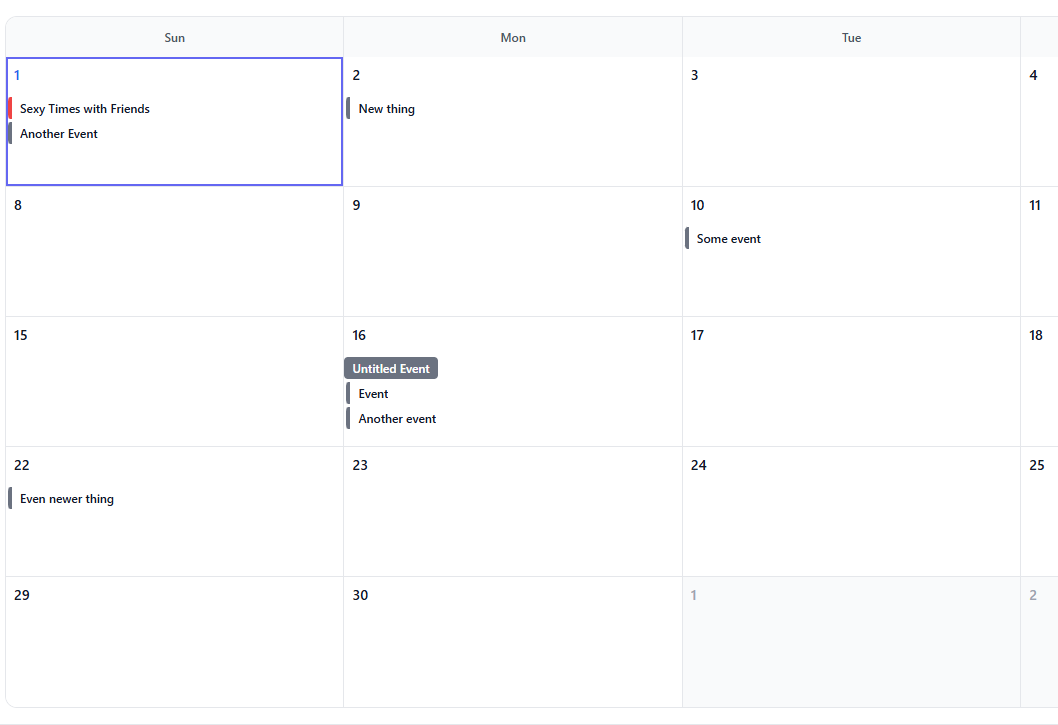 Sun Mon Tue
1 2 3 4
Sexy Times with Friends New thing
Another Event
8 9 10 11
Some event
15 16 17 18
Untitled Event
Event
Another event
22 23 24 25
Even newer thing
29 30 1 2